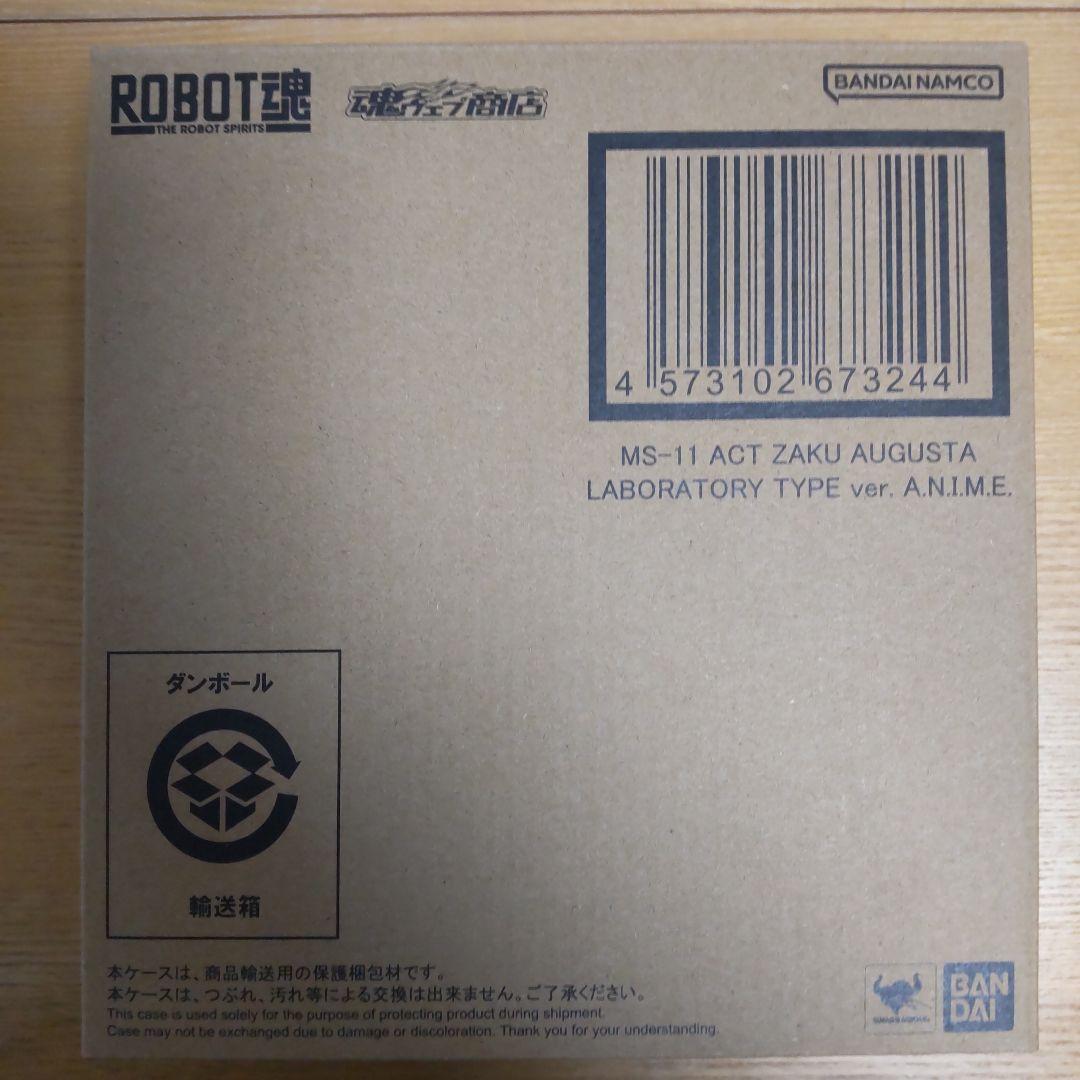 ROBOT魂
THE ROBOT SPIRITS
魂ウェブ商店
BANDAI NAMCO
4 573102 673244
MS-11 ACT ZAKU AUGUSTA
LABORATORY TYPE ver. A.N.I.M.E.
ダンボール
輸送箱
本ケースは、商品輸送用の保護梱包材です。
本ケースは、つぶれ、汚れ等による交換は出来ません。ご了承ください。
This case is used solely for the purpose of protecting product during shipment.
Case may not be exchanged due to damage or discoloration. Thank you for your understanding.
BAN
DAI